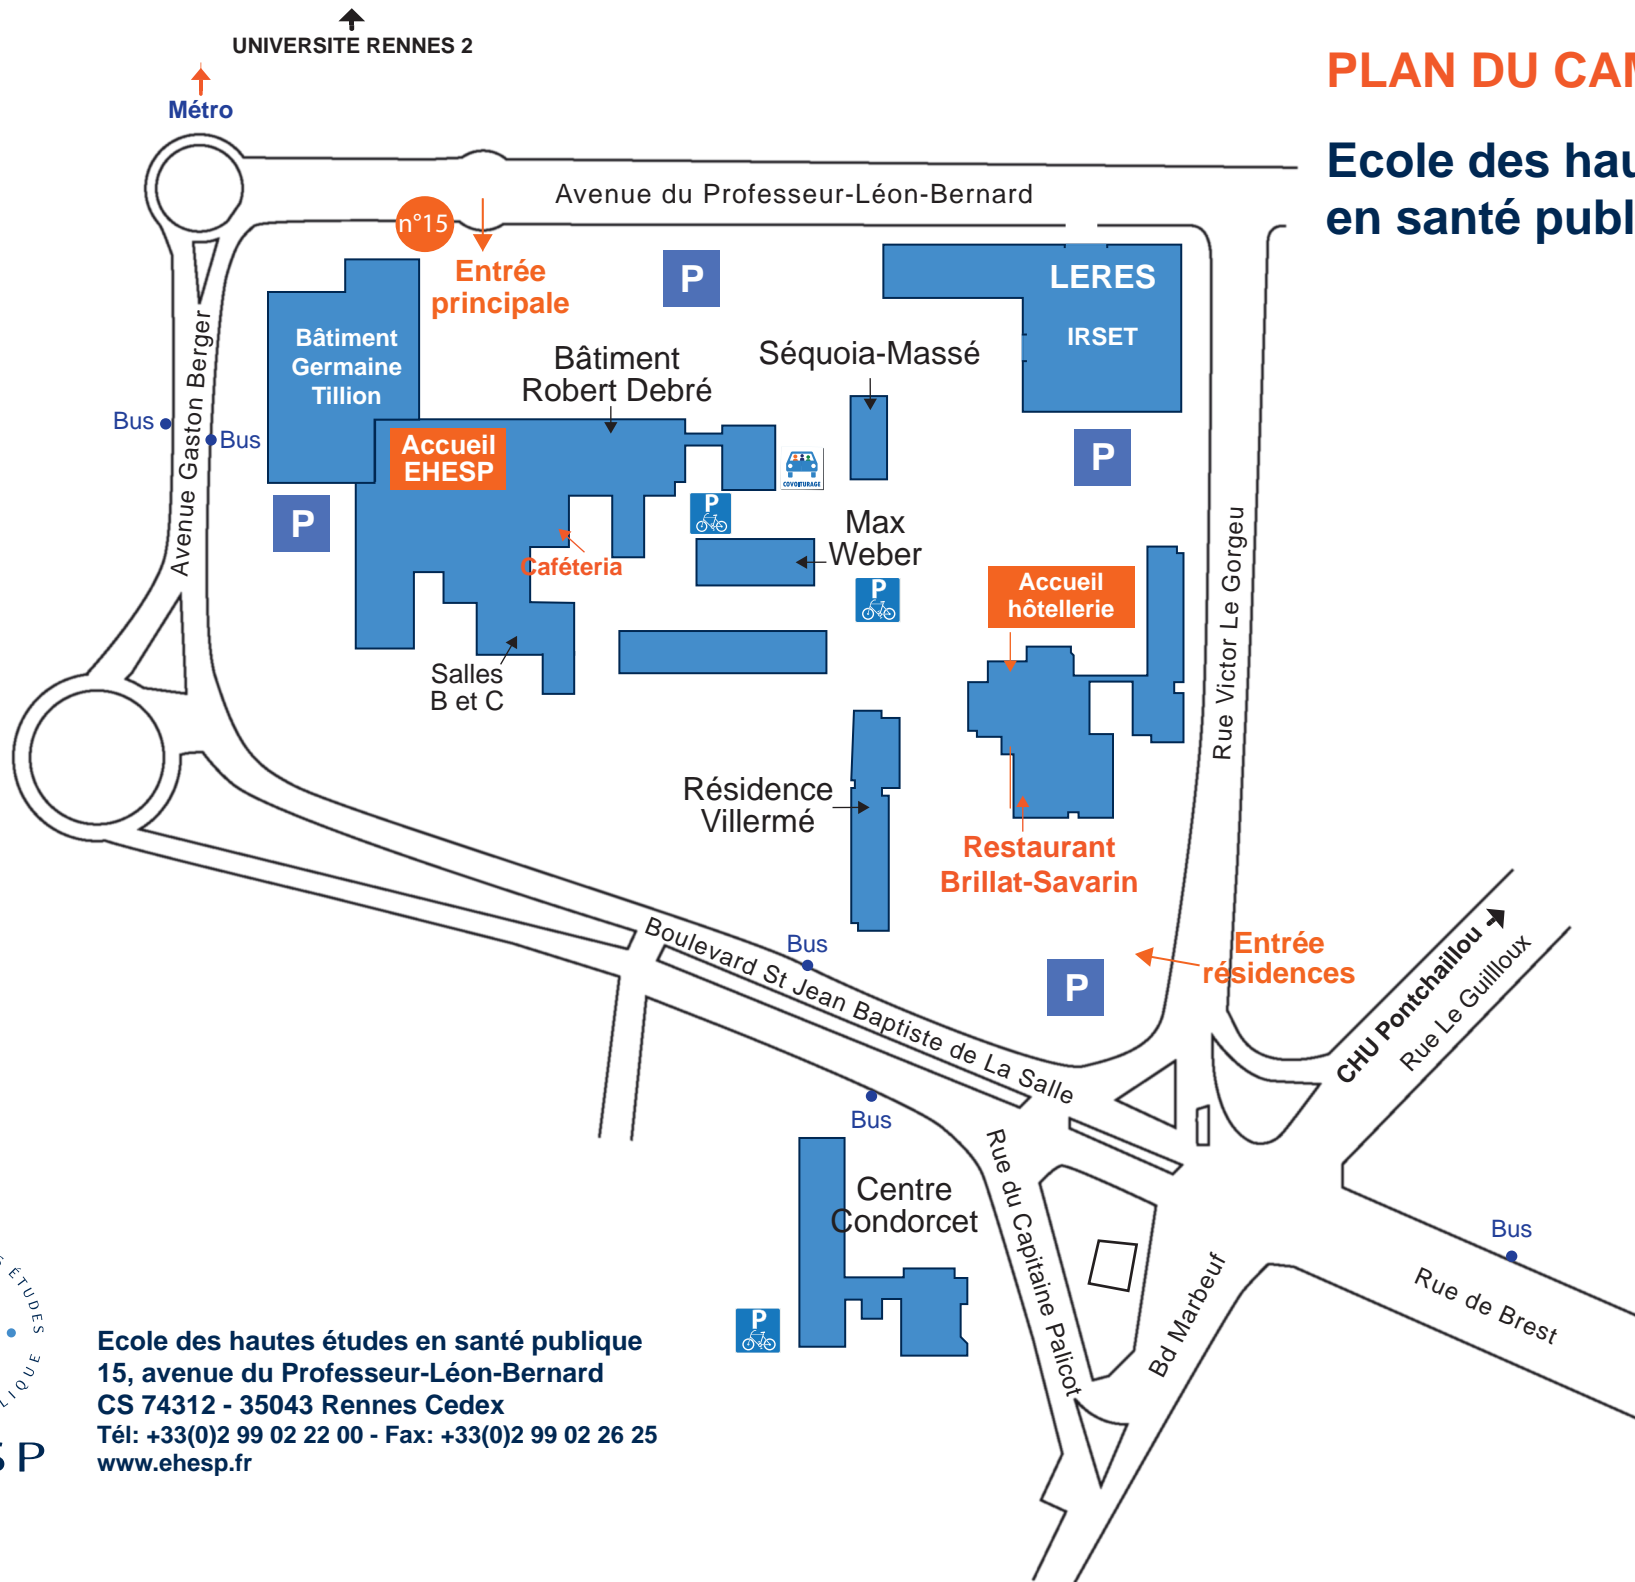 UNIVERSITE RENNES 2
Métro
PLAN DU CAM
Ecole des hau
en santé publ
Avenue du Professeur-Léon-Bernard
n°15
Entrée
principale
P
LERES
IRSET
Bâtiment
Germaine
Tillion
Bâtiment
Robert Debré
Séquoia-Massé
Avenue Gaston Berger
Bus
Bus
Accueil
EHESP
COVOITURAGE
P
P
P
Caféteria
Max
Weber
P
Accueil
hôtellerie
Rue Victor Le Gorgeu
Salles
B et C
Résidence
Villermé
Restaurant
Brillat-Savarin
Boulevard St Jean Baptiste de La Salle
Bus
P
Entrée
résidences
CHU Pontchaillou
Rue Le Guillloux
Bus
Rue du Capitaine Palicot
Centre
Condorcet
Bd Marbeuf
Bus
Rue de Brest
P
ÉTUDES
LIQUE
SP
Ecole des hautes études en santé publique
15, avenue du Professeur-Léon-Bernard
CS 74312 - 35043 Rennes Cedex
Tél: +33(0)2 99 02 22 00 - Fax: +33(0)2 99 02 26 25
www.ehesp.fr